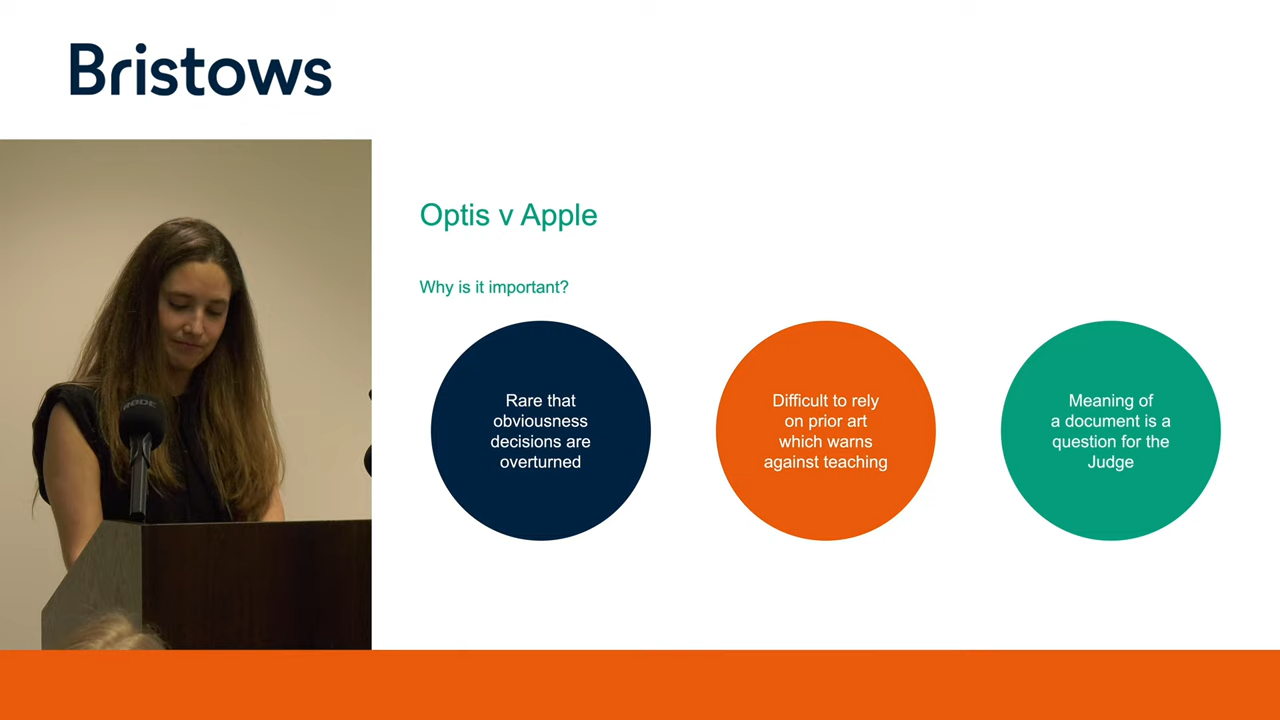 Bristows
RØDE
Optis v Apple
Why is it important?
Rare that
obviousness
decisions are
overturned
Difficult to rely
on prior art
which warns
against teaching
Meaning of
a document is a
question for the
Judge